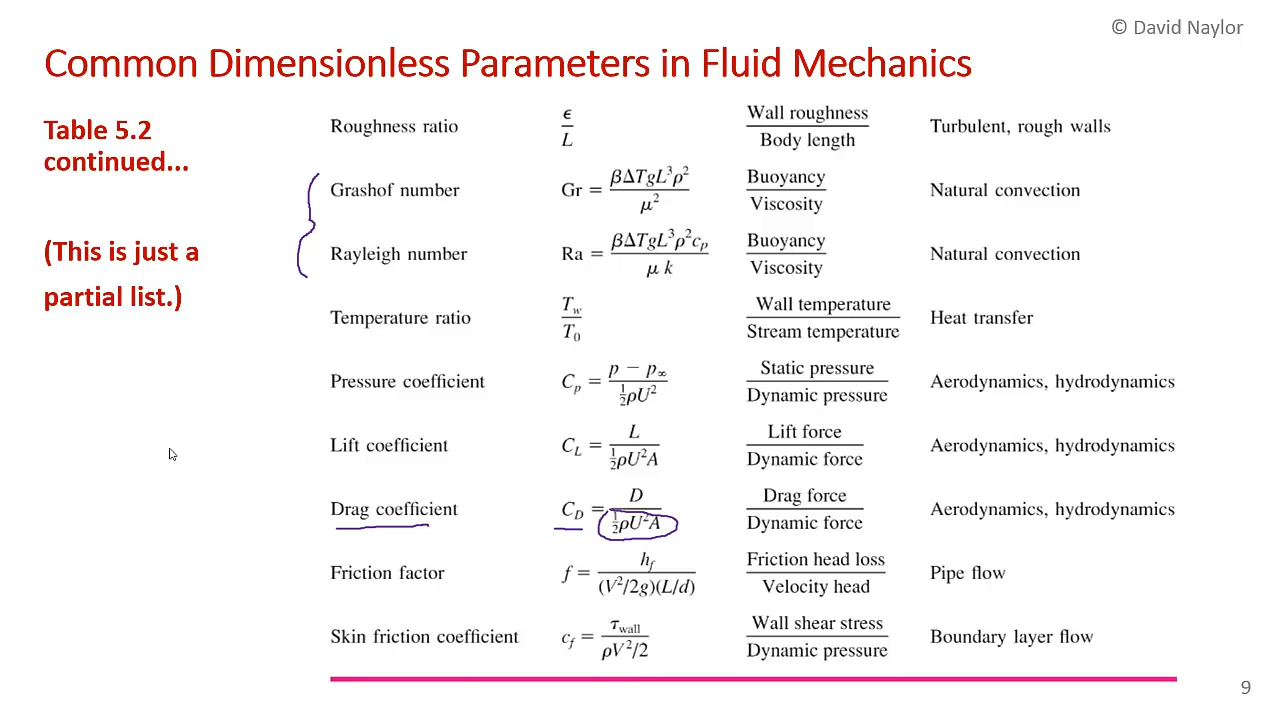 © David Naylor
Common Dimensionless Parameters in Fluid Mechanics
Table 5.2
continued...
(This is just a
partial list.)
Roughness ratio ϵ/L Wall roughness/Body length Turbulent, rough walls
Grashof number Gr = βΔTgL³ρ²/μ² Buoyancy/Viscosity Natural convection
Rayleigh number Ra = βΔTgL³ρ²c_p/μ k Buoyancy/Viscosity Natural convection
Temperature ratio T_w/T_0 Wall temperature/Stream temperature Heat transfer
Pressure coefficient C_p = (p − p_∞)/(½ρU²) Static pressure/Dynamic pressure Aerodynamics, hydrodynamics
Lift coefficient C_L = L/(½ρU²A) Lift force/Dynamic force Aerodynamics, hydrodynamics
Drag coefficient C_D = D/(½ρU²A) Drag force/Dynamic force Aerodynamics, hydrodynamics
Friction factor f = h_f/((V²/2g)(L/d)) Friction head loss/Velocity head Pipe flow
Skin friction coefficient c_f = τ_wall/(ρV²/2) Wall shear stress/Dynamic pressure Boundary layer flow
9